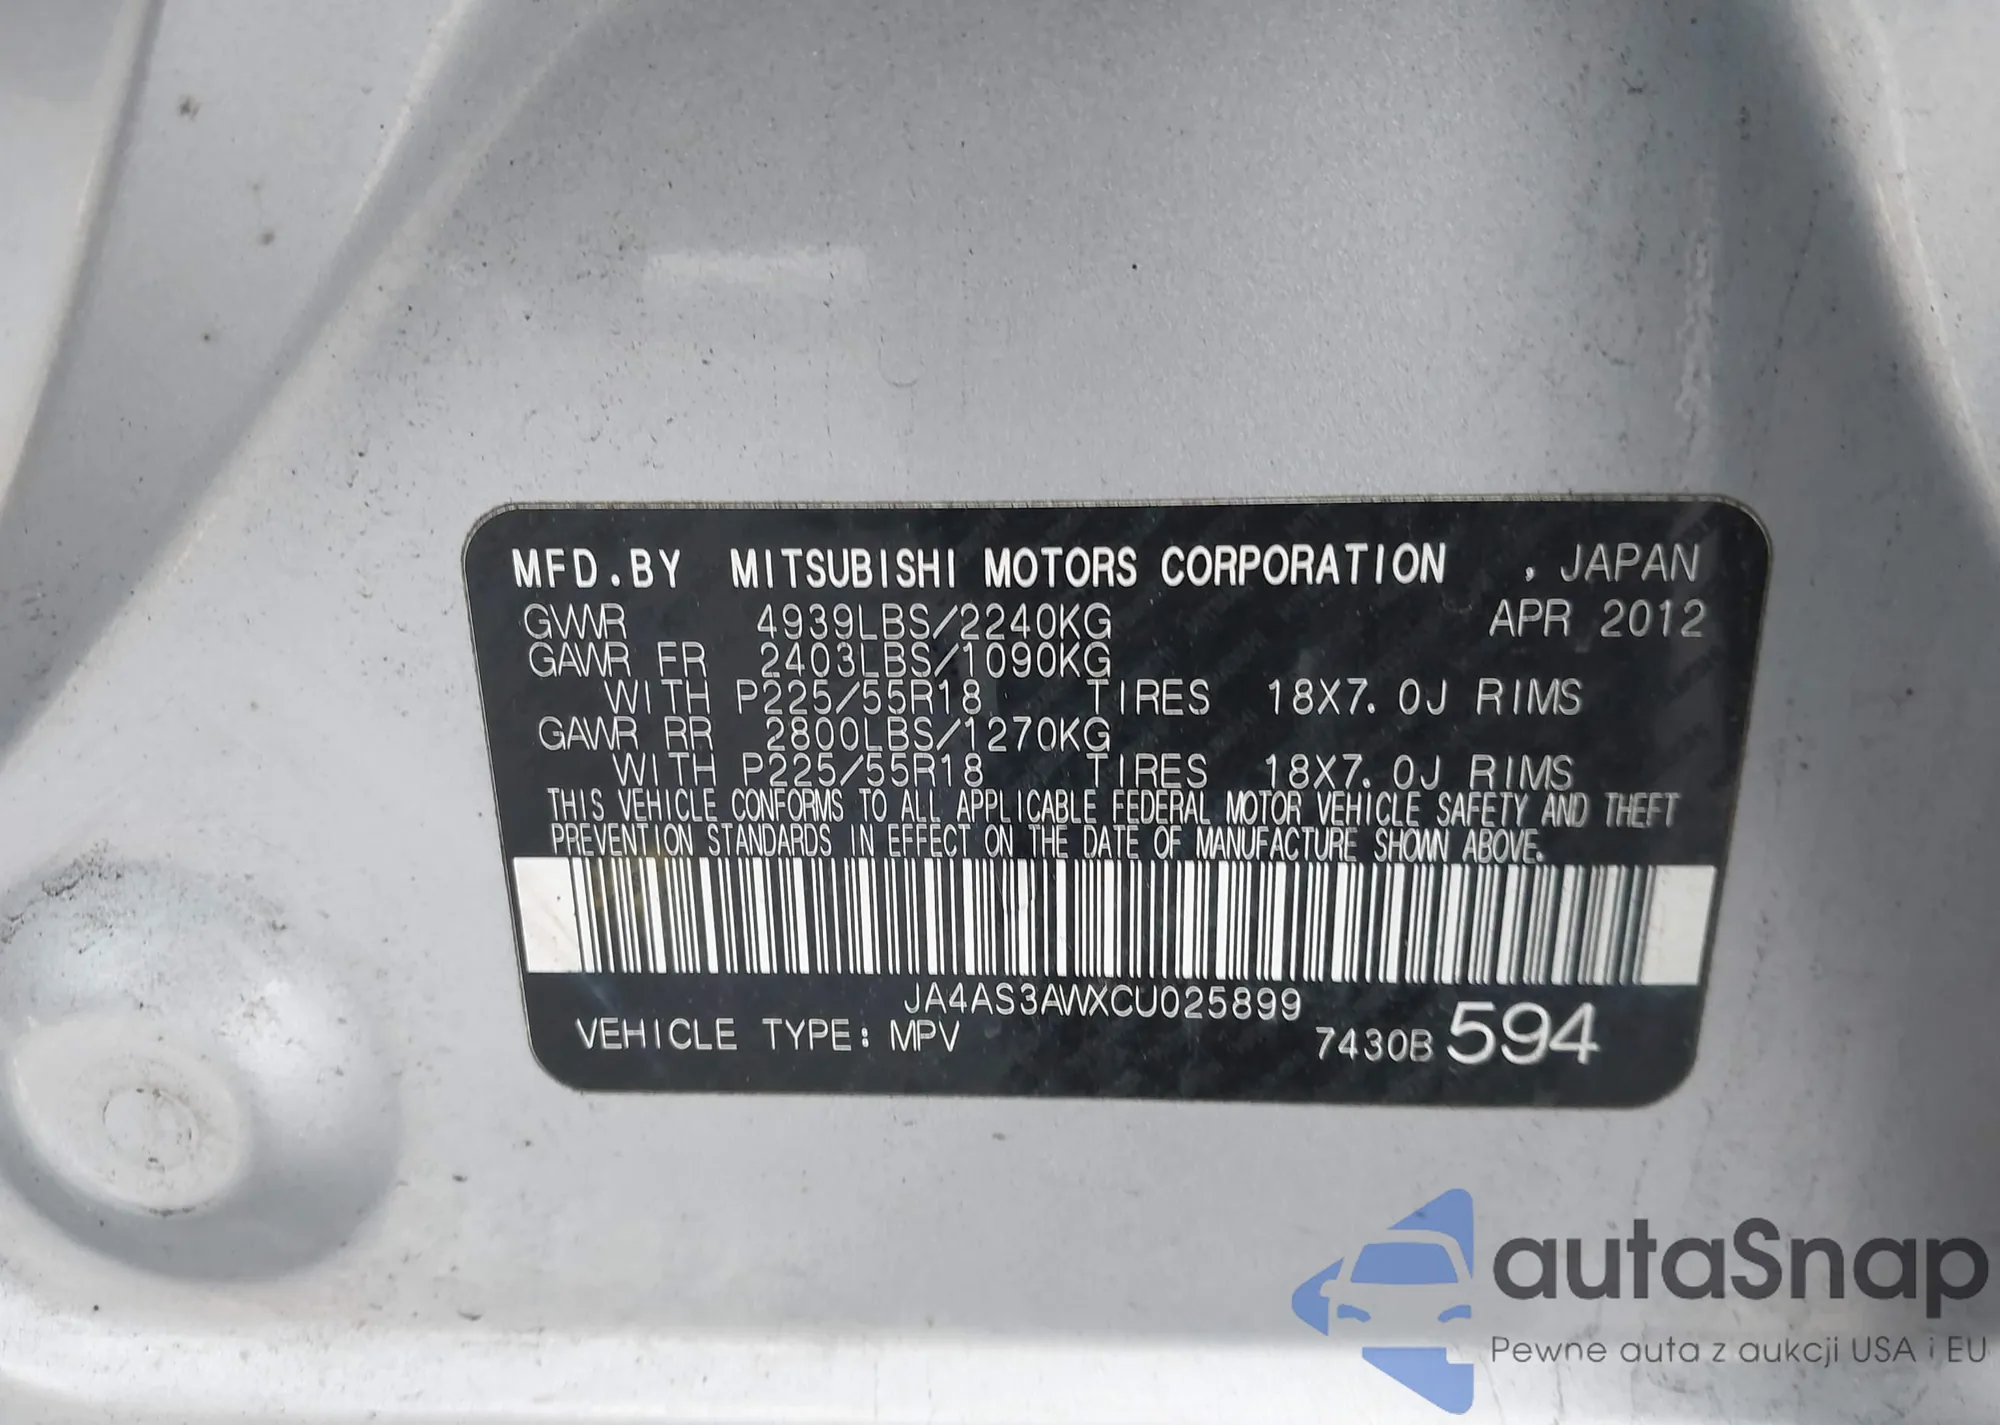 MFD.BY MITSUBISHI MOTORS CORPORATION , JAPAN
GVWR 4939LBS/2240KG APR 2012
GAWR FR 2403LBS/1090KG
WITH P225/55R18 TIRES 18X7.0J RIMS
GAWR RR 2800LBS/1270KG
WITH P225/55R18 TIRES 18X7.0J RIMS
THIS VEHICLE CONFORMS TO ALL APPLICABLE FEDERAL MOTOR VEHICLE SAFETY AND THEFT
PREVENTION STANDARDS IN EFFECT ON THE DATE OF MANUFACTURE SHOWN ABOVE.
JA4AS3AWXCU025899
VEHICLE TYPE: MPV 7430B 594
autaSnap
Pewne auta z aukcji USA i EU